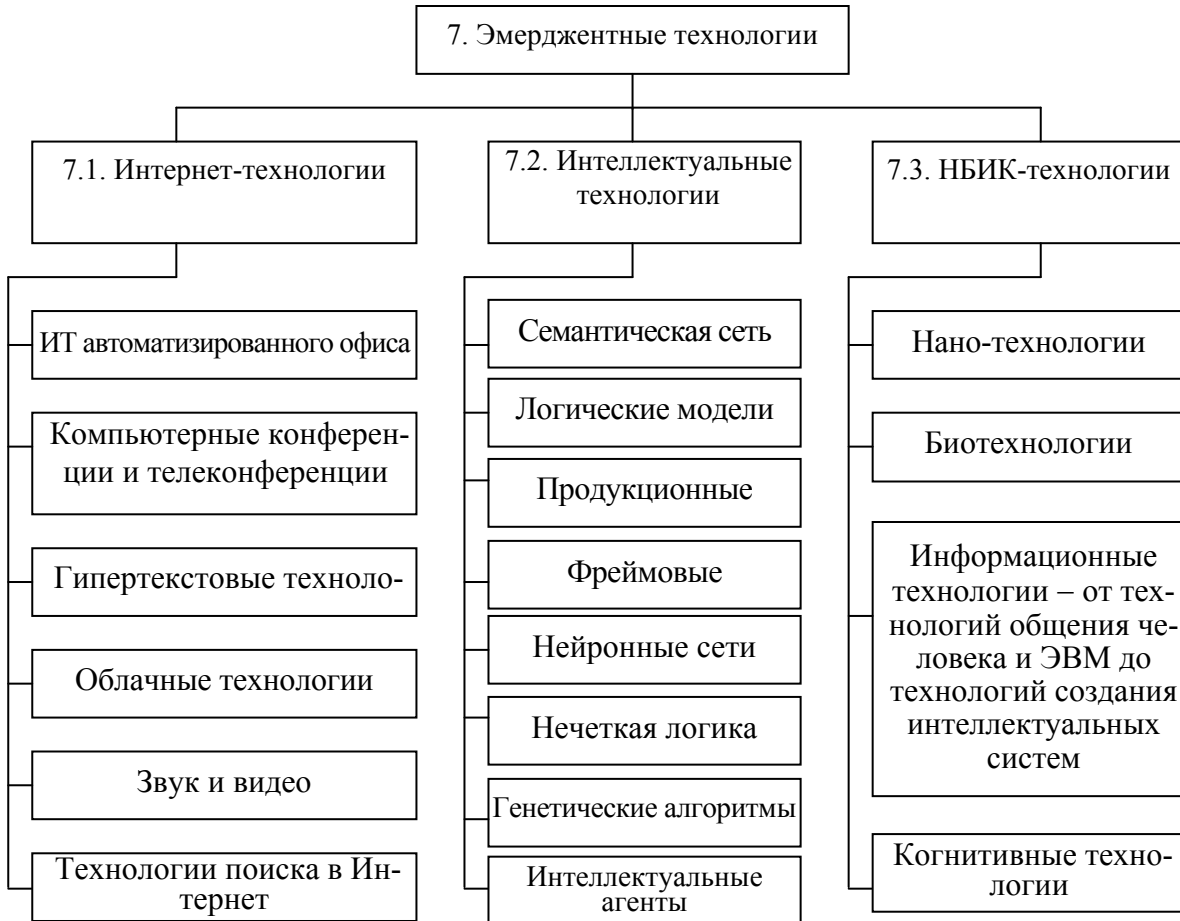 7. Эмерджентные технологии
7.1. Интернет-технологии
ИТ автоматизированного офиса
Компьютерные конферен-
ции и телеконференции
Гипертекстовые техноло-
Облачные технологии
Звук и видео
Технологии поиска в Ин-
тернет
7.2. Интеллектуальные
технологии
Семантическая сеть
Логические модели
Продукционные
Фреймовые
Нейронные сети
Нечеткая логика
Генетические алгоритмы
Интеллектуальные
агенты
7.3. НБИК-технологии
Нано-технологии
Биотехнологии
Информационные
технологии – от тех-
нологий общения че-
ловека и ЭВМ до
технологий создания
интеллектуальных
систем
Когнитивные техно-
логии